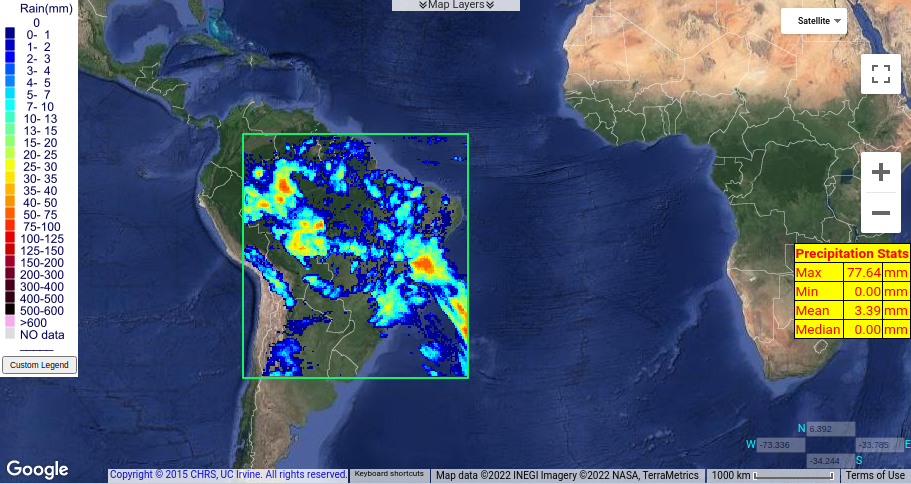 Rain(mm)
0
0- 1
1- 2
2- 3
3- 4
4- 5
5- 7
7- 10
10- 13
13- 15
15- 20
20- 25
25- 30
30- 35
35- 40
40- 50
50- 75
75-100
100-125
125-150
150-200
200-300
300-400
400-500
500-600
>600
NO data
Custom Legend
Map Layers
Satellite
Precipitation Stats
Max 77.64 mm
Min 0.00 mm
Mean 3.39 mm
Median 0.00 mm
N 6.392
W -73.336 -33.785 E
-34.244 S
Google
Copyright © 2015 CHRS, UC Irvine. All rights reserved.
Keyboard shortcuts
Map data ©2022 INEGI Imagery ©2022 NASA, TerraMetrics
1000 km
Terms of Use